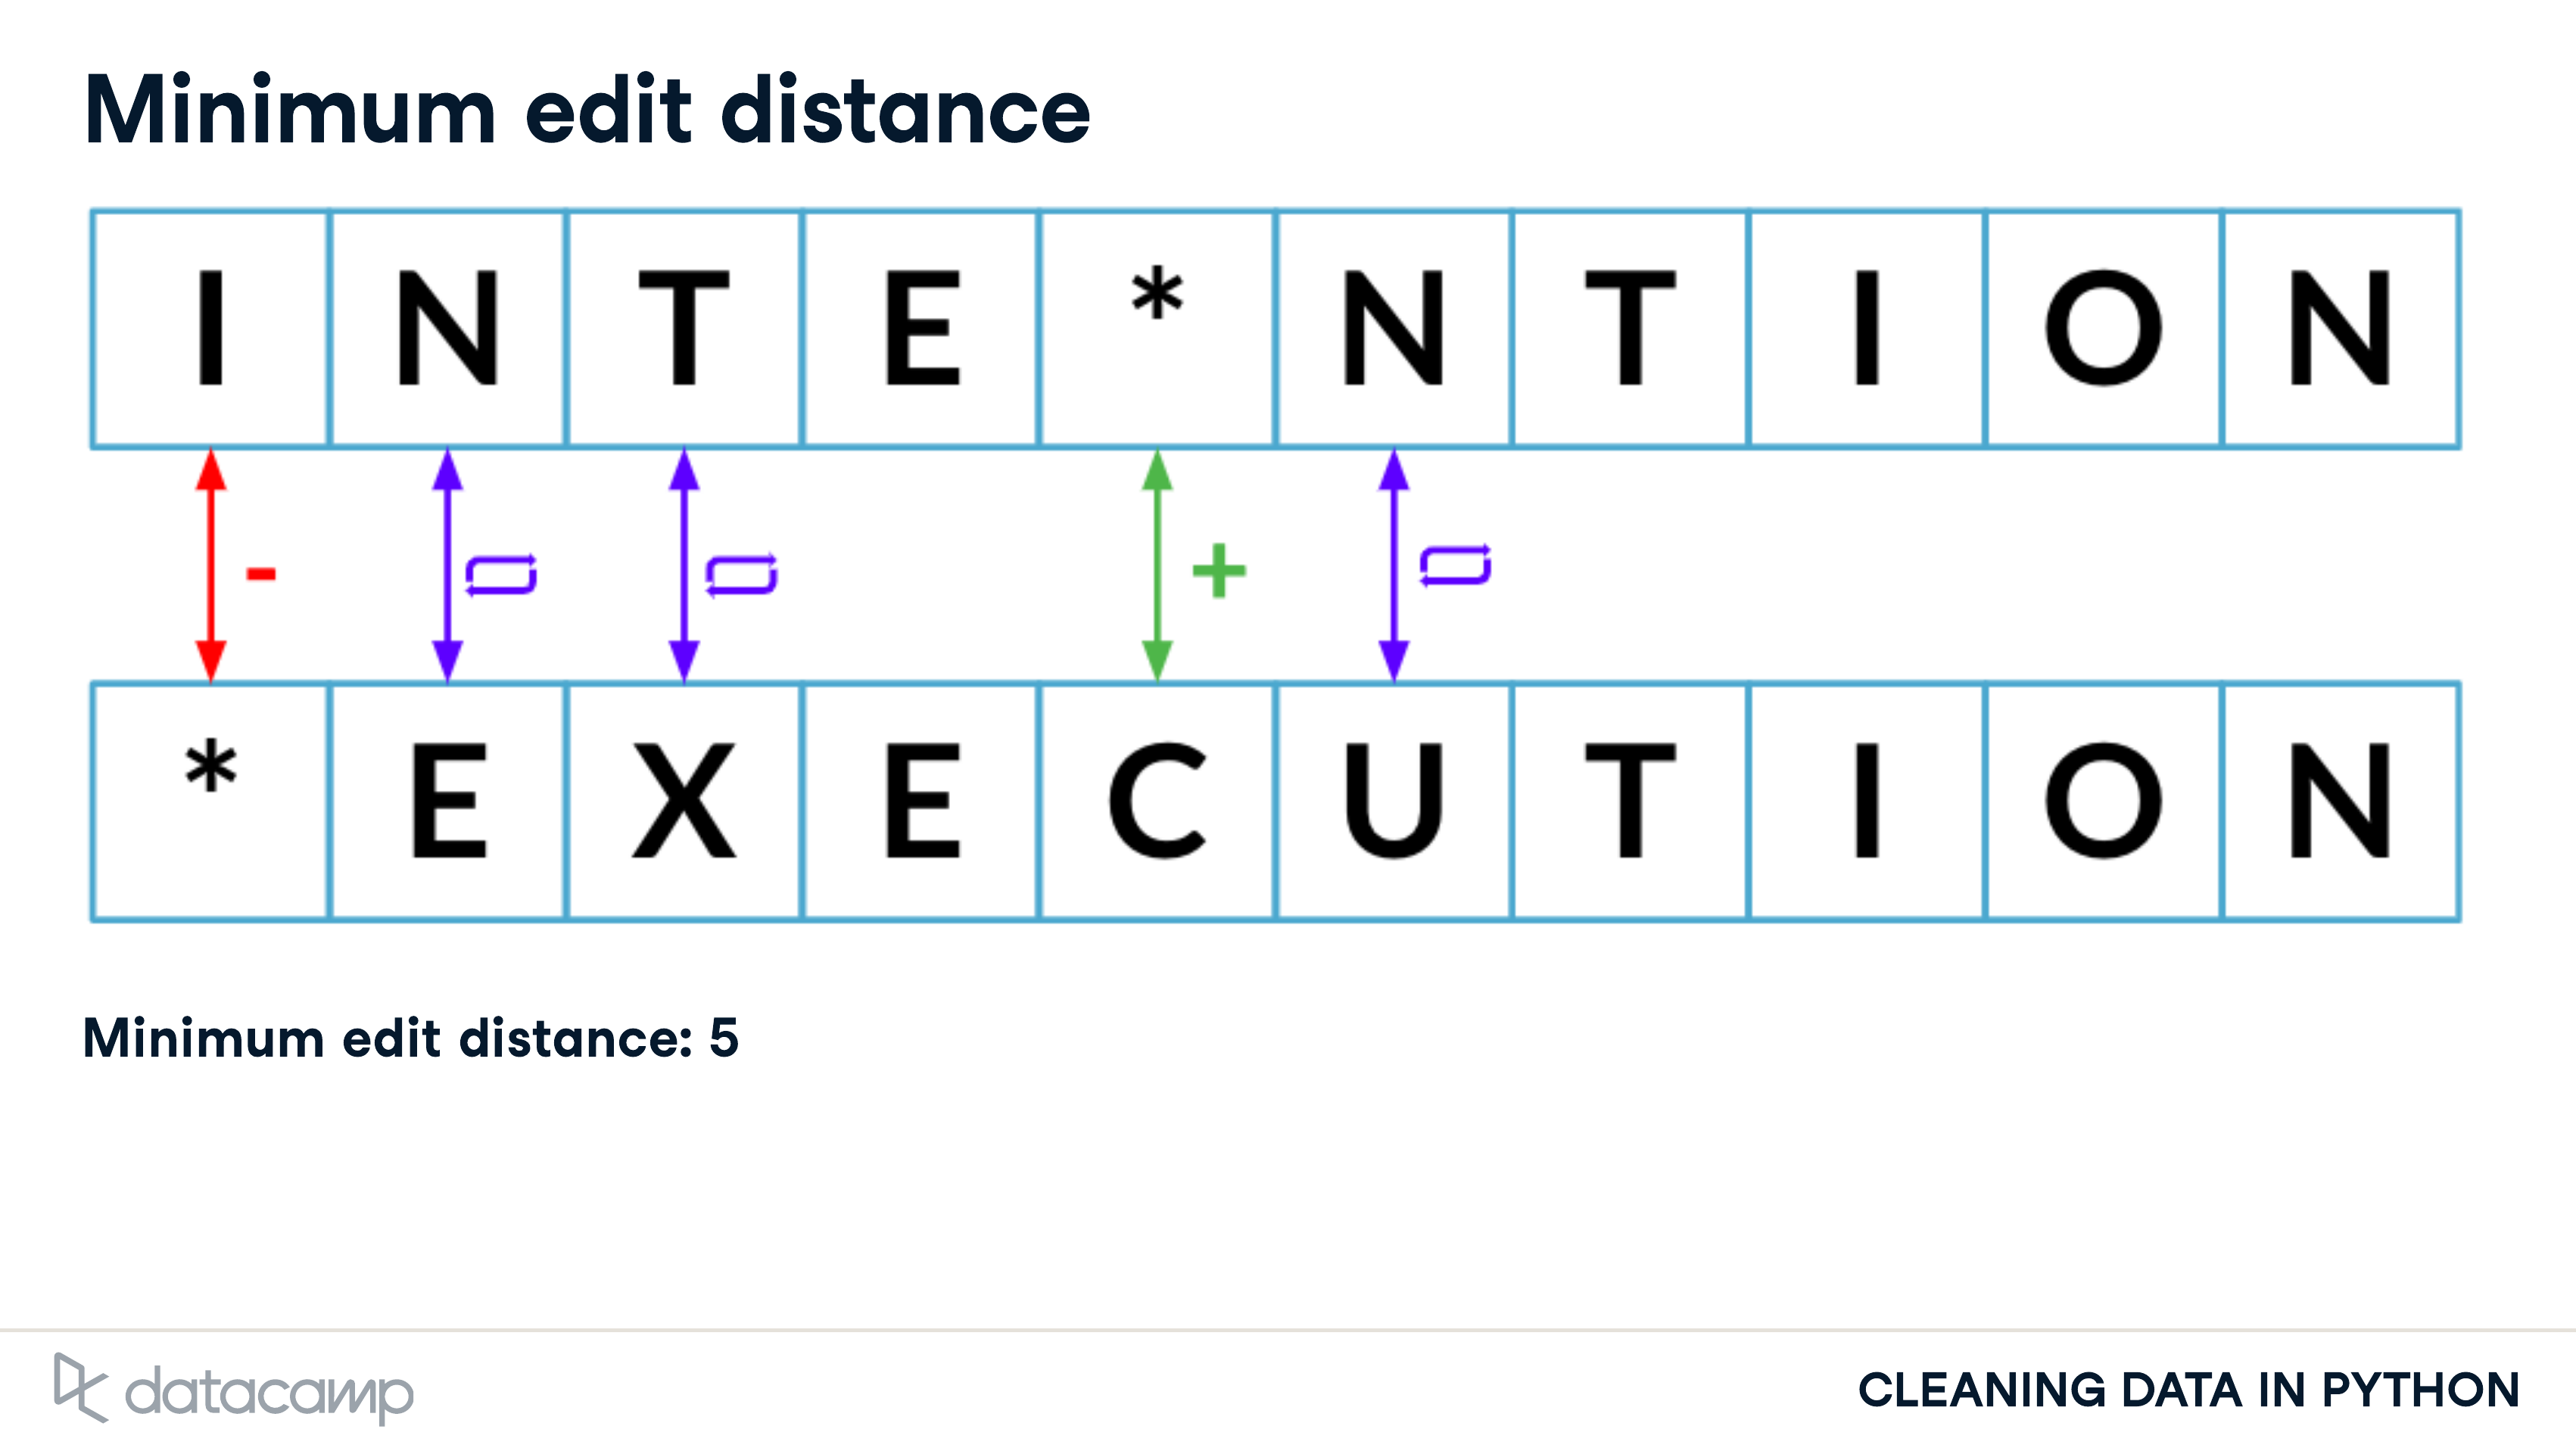 Minimum edit distance
I N T E * N T I O N
- +
* E X E C U T I O N
Minimum edit distance: 5
datacamp
CLEANING DATA IN PYTHON